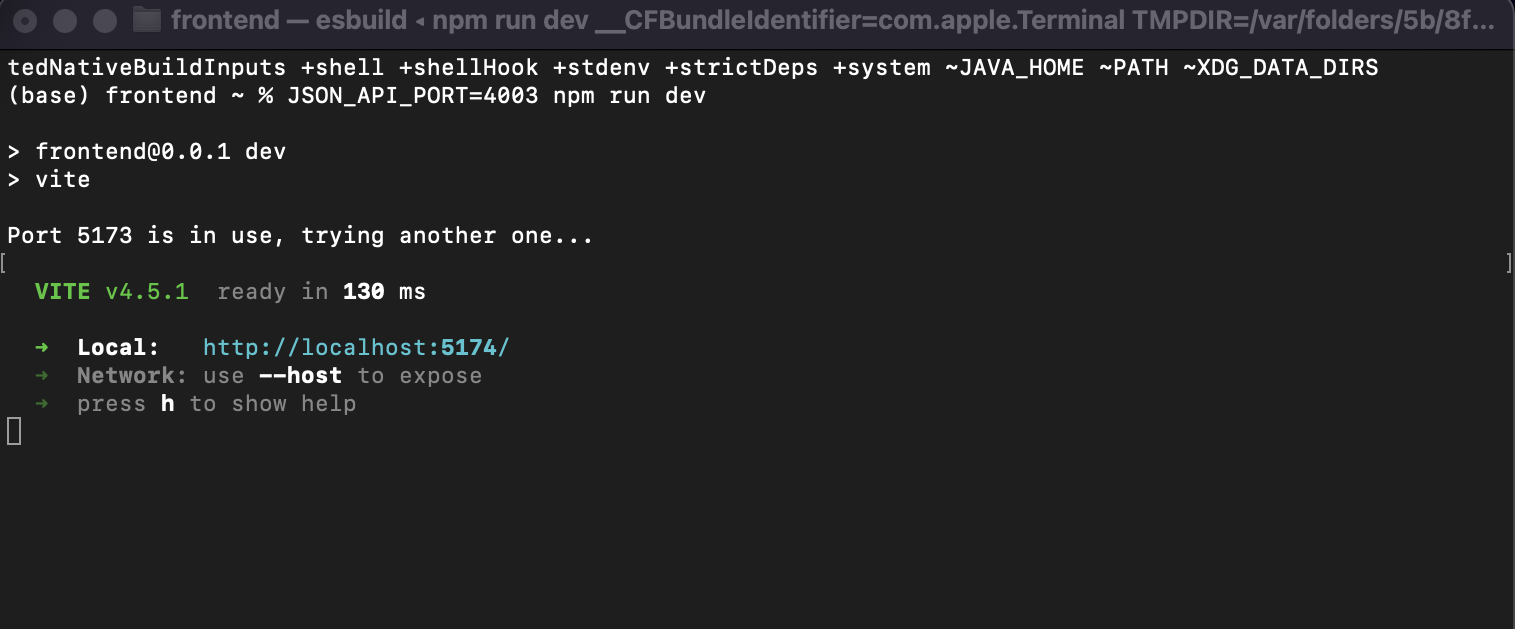 frontend — esbuild ◂ npm run dev __CFBundleIdentifier=com.apple.Terminal TMPDIR=/var/folders/5b/8f...
tedNativeBuildInputs +shell +shellHook +stdenv +strictDeps +system ~JAVA_HOME ~PATH ~XDG_DATA_DIRS
(base) frontend ~ % JSON_API_PORT=4003 npm run dev
> frontend@0.0.1 dev
> vite
Port 5173 is in use, trying another one...
[ ]
VITE v4.5.1 ready in 130 ms
➜ Local: http://localhost:5174/
➜ Network: use --host to expose
➜ press h to show help